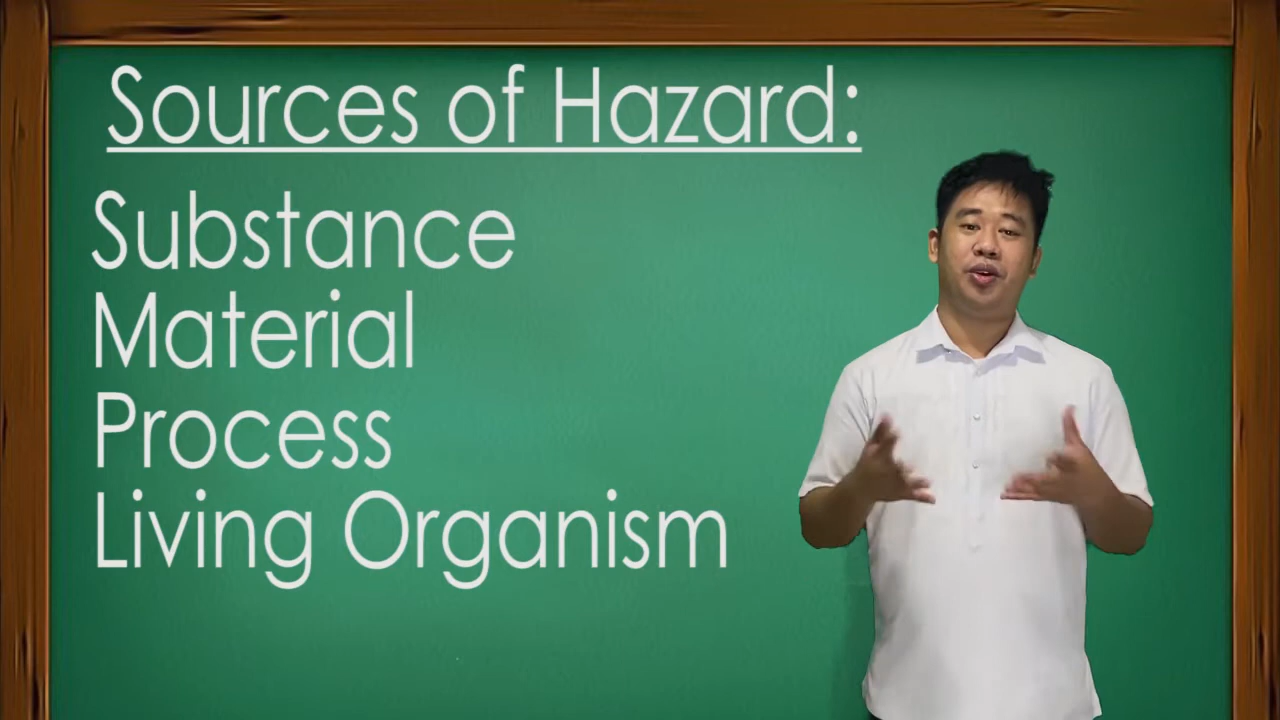 Sources of Hazard:
Substance
Material
Process
Living Organism